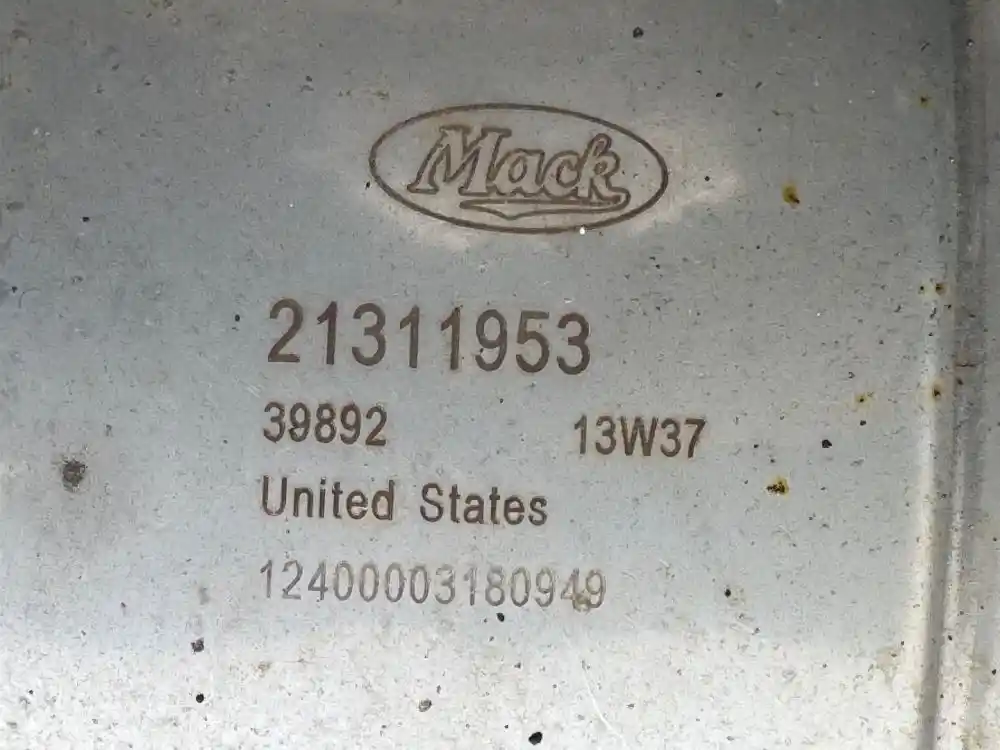 Mack
21311953
39892 13W37
United States
12400003180949